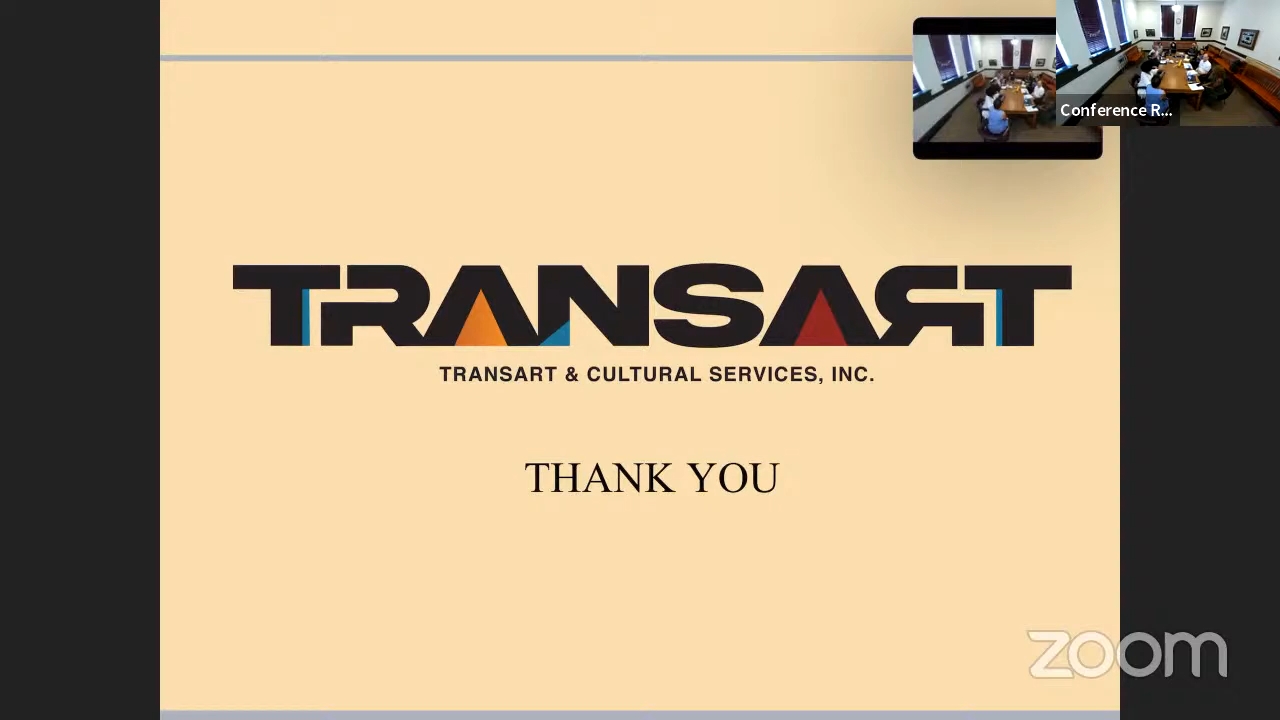 Conference R...
TRANSART
TRANSART & CULTURAL SERVICES, INC.
THANK YOU
zoom